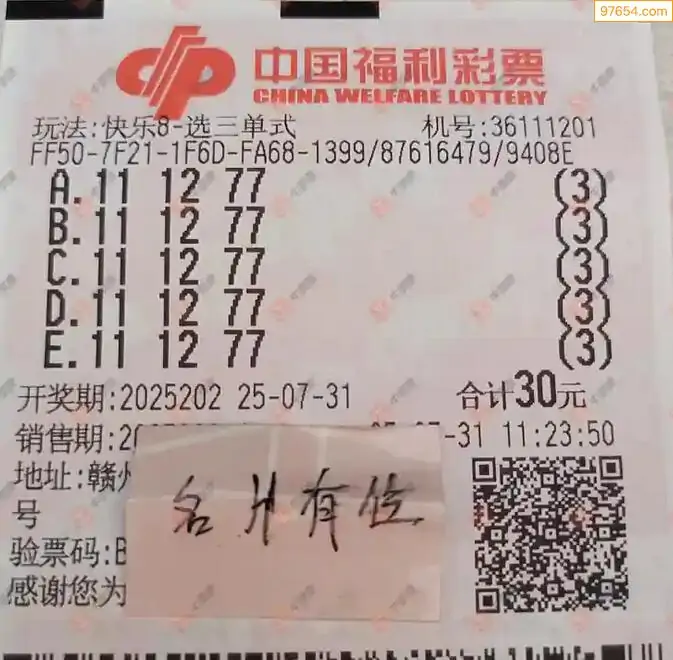 97654.com
中国福利彩票
CHINA WELFARE LOTTERY
玩法:快乐8-选三单式 机号:36111201
FF50-7F21-1F6D-FA68-1399/87616479/9408E
A.11 12 77 (3)
B.11 12 77 (3)
C.11 12 77 (3)
D.11 12 77 (3)
E.11 12 77 (3)
开奖期:2025202 25-07-31 合计30元
销售期:2 -31 11:23:50
地址:赣州
号
名片有位
验票码:B
感谢您为